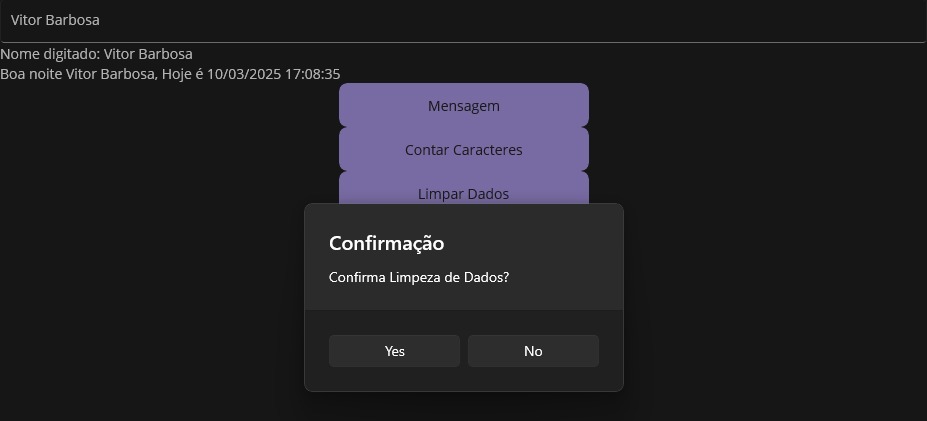 Vitor Barbosa
Nome digitado: Vitor Barbosa
Boa noite Vitor Barbosa, Hoje é 10/03/2025 17:08:35
Mensagem
Contar Caracteres
Limpar Dados
Confirmação
Confirma Limpeza de Dados?
Yes No